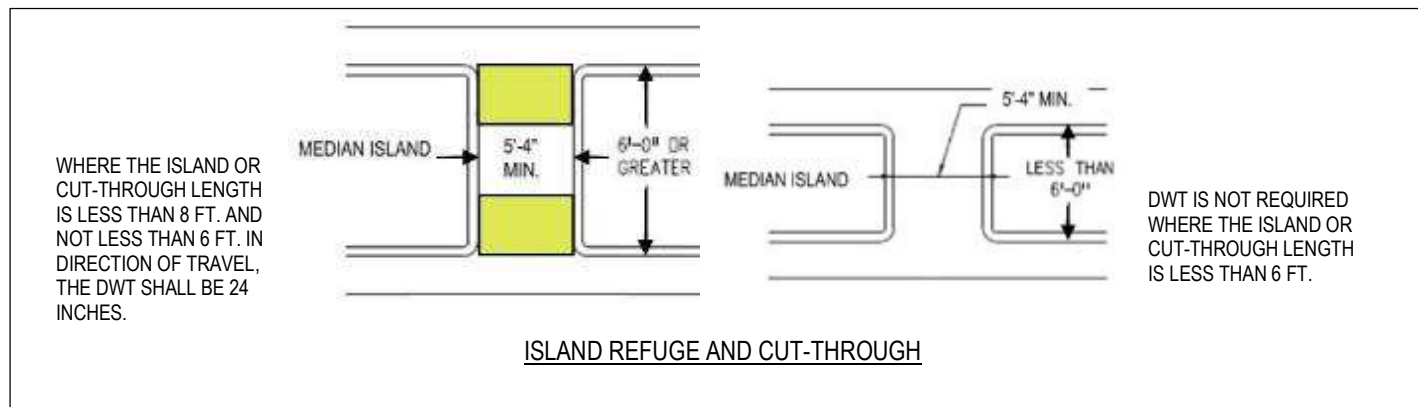 WHERE THE ISLAND OR
CUT-THROUGH LENGTH
IS LESS THAN 8 FT. AND
NOT LESS THAN 6 FT. IN
DIRECTION OF TRAVEL,
THE DWT SHALL BE 24
INCHES.
MEDIAN ISLAND
5'-4"
MIN.
6'-0" OR
GREATER
5'-4" MIN.
MEDIAN ISLAND
LESS THAN
6'-0"
DWT IS NOT REQUIRED
WHERE THE ISLAND OR
CUT-THROUGH LENGTH
IS LESS THAN 6 FT.
ISLAND REFUGE AND CUT-THROUGH